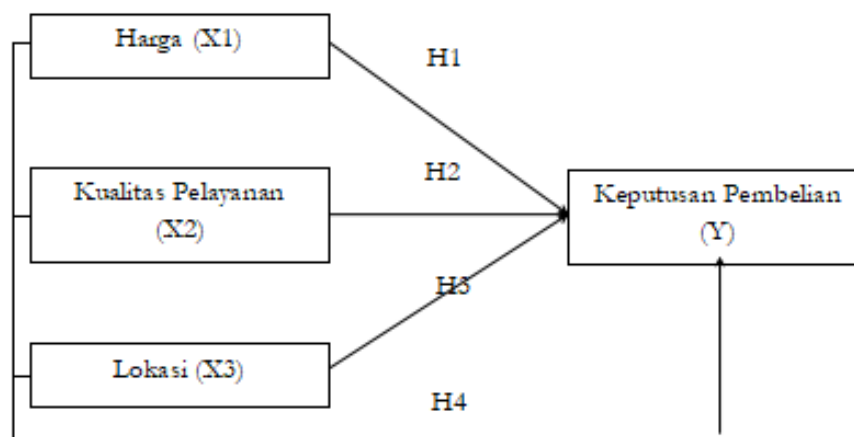 Harga (X1)
H1
H2
Kualitas Pelayanan
(X2)
Keputusan Pembelian
(Y)
H3
Lokasi (X3)
H4